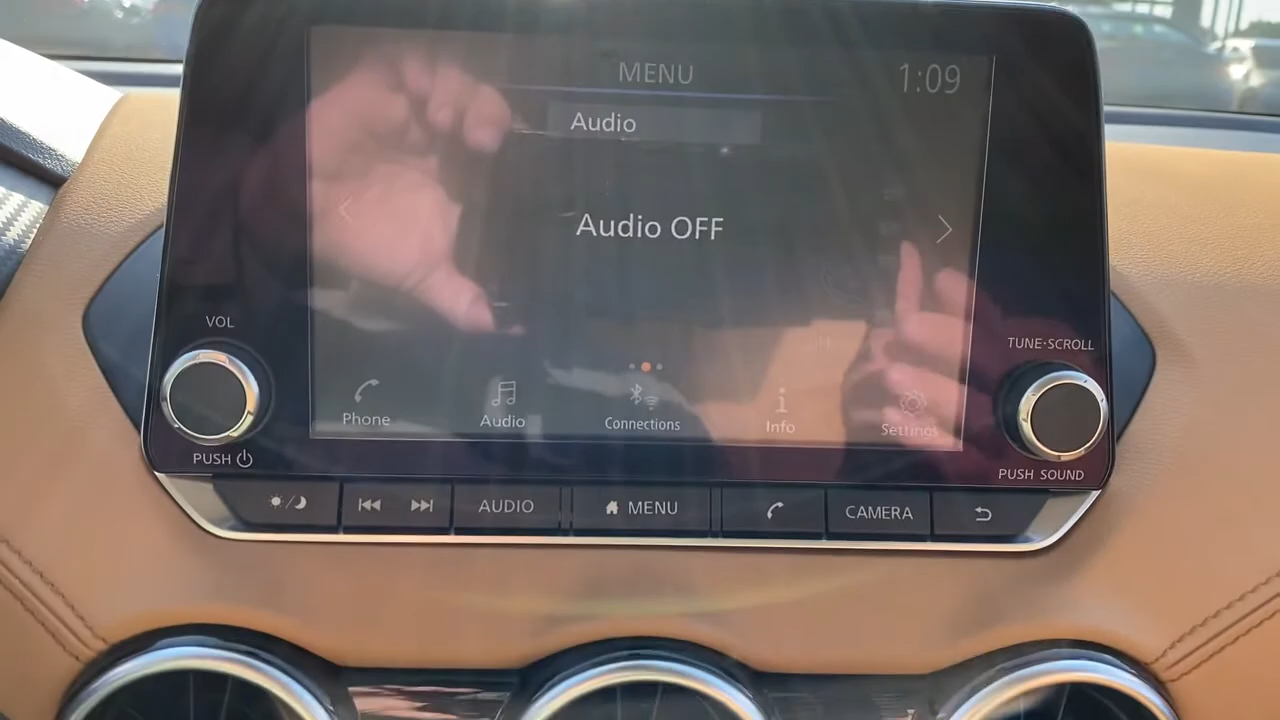 MENU
1:09
Audio
Audio OFF
VOL
TUNE·SCROLL
Phone
Audio
Connections
Info
Settings
PUSH
PUSH SOUND
AUDIO
MENU
CAMERA